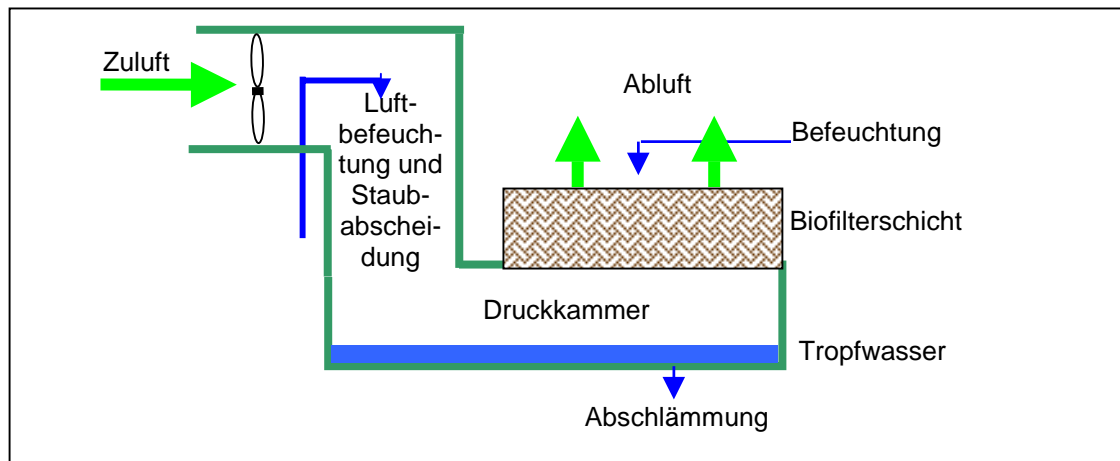 Zuluft
Luft-
befeuch-
tung und
Staub-
abschei-
dung
Abluft
Befeuchtung
Biofilterschicht
Druckkammer
Tropfwasser
Abschlämmung